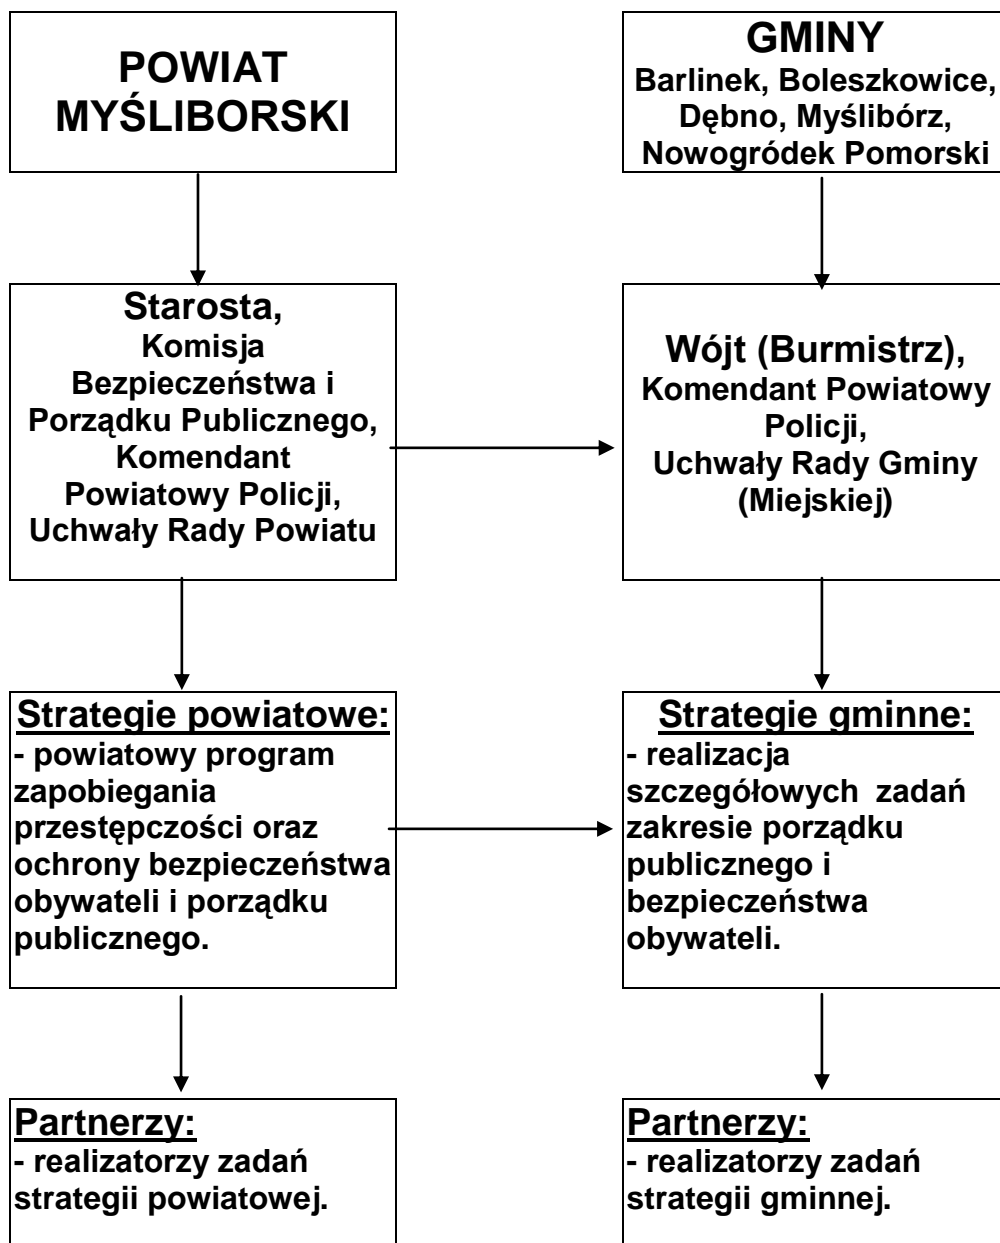 POWIAT
MYŚLIBORSKI
GMINY
Barlinek, Boleszkowice,
Dębno, Myślibórz,
Nowogródek Pomorski
Starosta,
Komisja
Bezpieczeństwa i
Porządku Publicznego,
Komendant
Powiatowy Policji,
Uchwały Rady Powiatu
Wójt (Burmistrz),
Komendant Powiatowy
Policji,
Uchwały Rady Gminy
(Miejskiej)
Strategie powiatowe:
- powiatowy program
zapobiegania
przestępczości oraz
ochrony bezpieczeństwa
obywateli i porządku
publicznego.
Strategie gminne:
- realizacja
szczegółowych zadań
zakresie porządku
publicznego i
bezpieczeństwa
obywateli.
Partnerzy:
- realizatorzy zadań
strategii powiatowej.
Partnerzy:
- realizatorzy zadań
strategii gminnej.